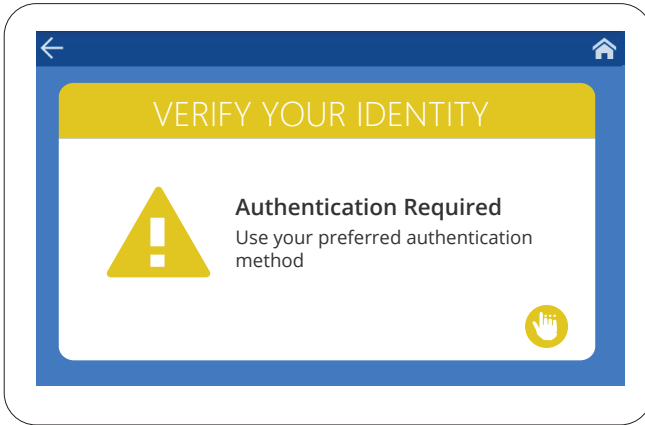 VERIFY YOUR IDENTITY
Authentication Required
Use your preferred authentication
method